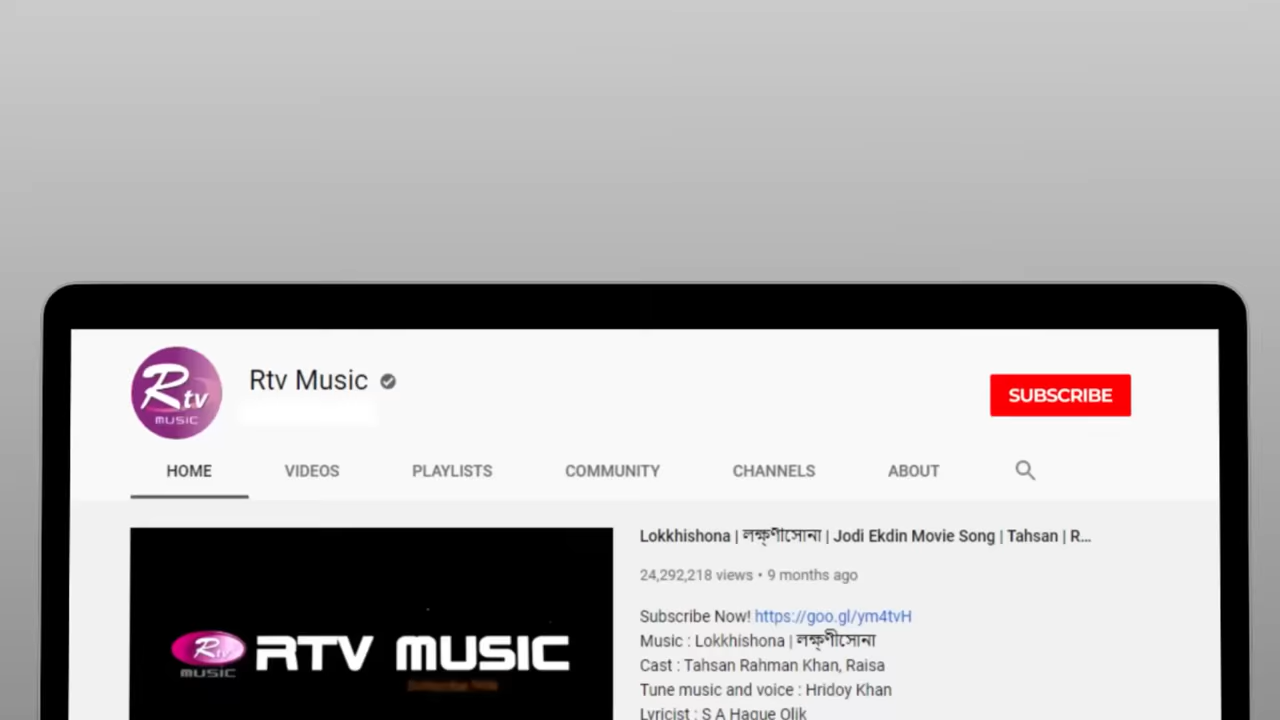 Rtv
MUSIC
Rtv Music
SUBSCRIBE
HOME VIDEOS PLAYLISTS COMMUNITY CHANNELS ABOUT
Lokkhishona | লক্ষ্ণীসোনা | Jodi Ekdin Movie Song | Tahsan | R...
24,292,218 views • 9 months ago
Subscribe Now! https://goo.gl/ym4tvH
Music : Lokkhishona | লক্ষ্ণীসোনা
Cast : Tahsan Rahman Khan, Raisa
Tune music and voice : Hridoy Khan
Lyricist : S A Haque Olik
Rtv
MUSIC
RTV MUSIC